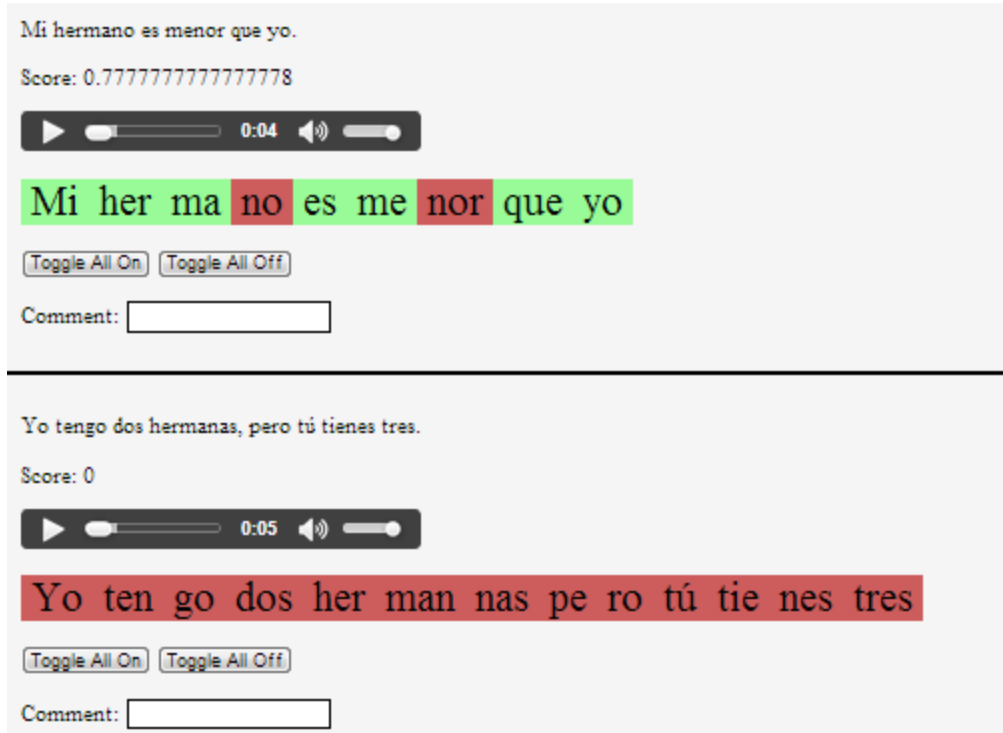 Mi hermano es menor que yo.
Score: 0.7777777777777778
0:04
Mi her ma no es me nor que yo
Toggle All On Toggle All Off
Comment:
Yo tengo dos hermanas, pero tú tienes tres.
Score: 0
0:05
Yo ten go dos her man nas pe ro tú tie nes tres
Toggle All On Toggle All Off
Comment: